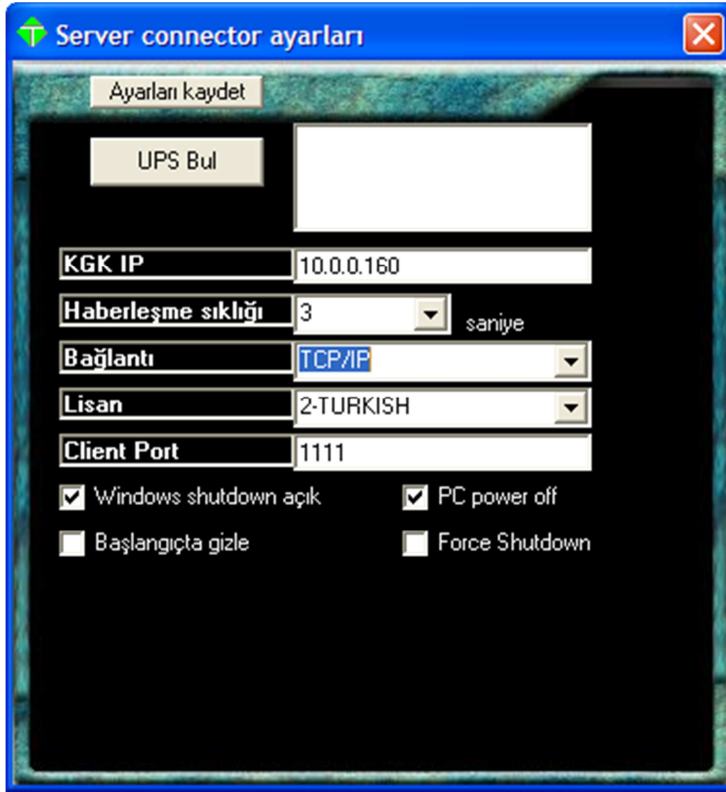 Server connector ayarları
Ayarları kaydet
UPS Bul
KGK IP 10.0.0.160
Haberleşme sıklığı 3 saniye
Bağlantı TCP/IP
Lisan 2-TURKISH
Client Port 1111
Windows shutdown açık PC power off
Başlangıçta gizle Force Shutdown